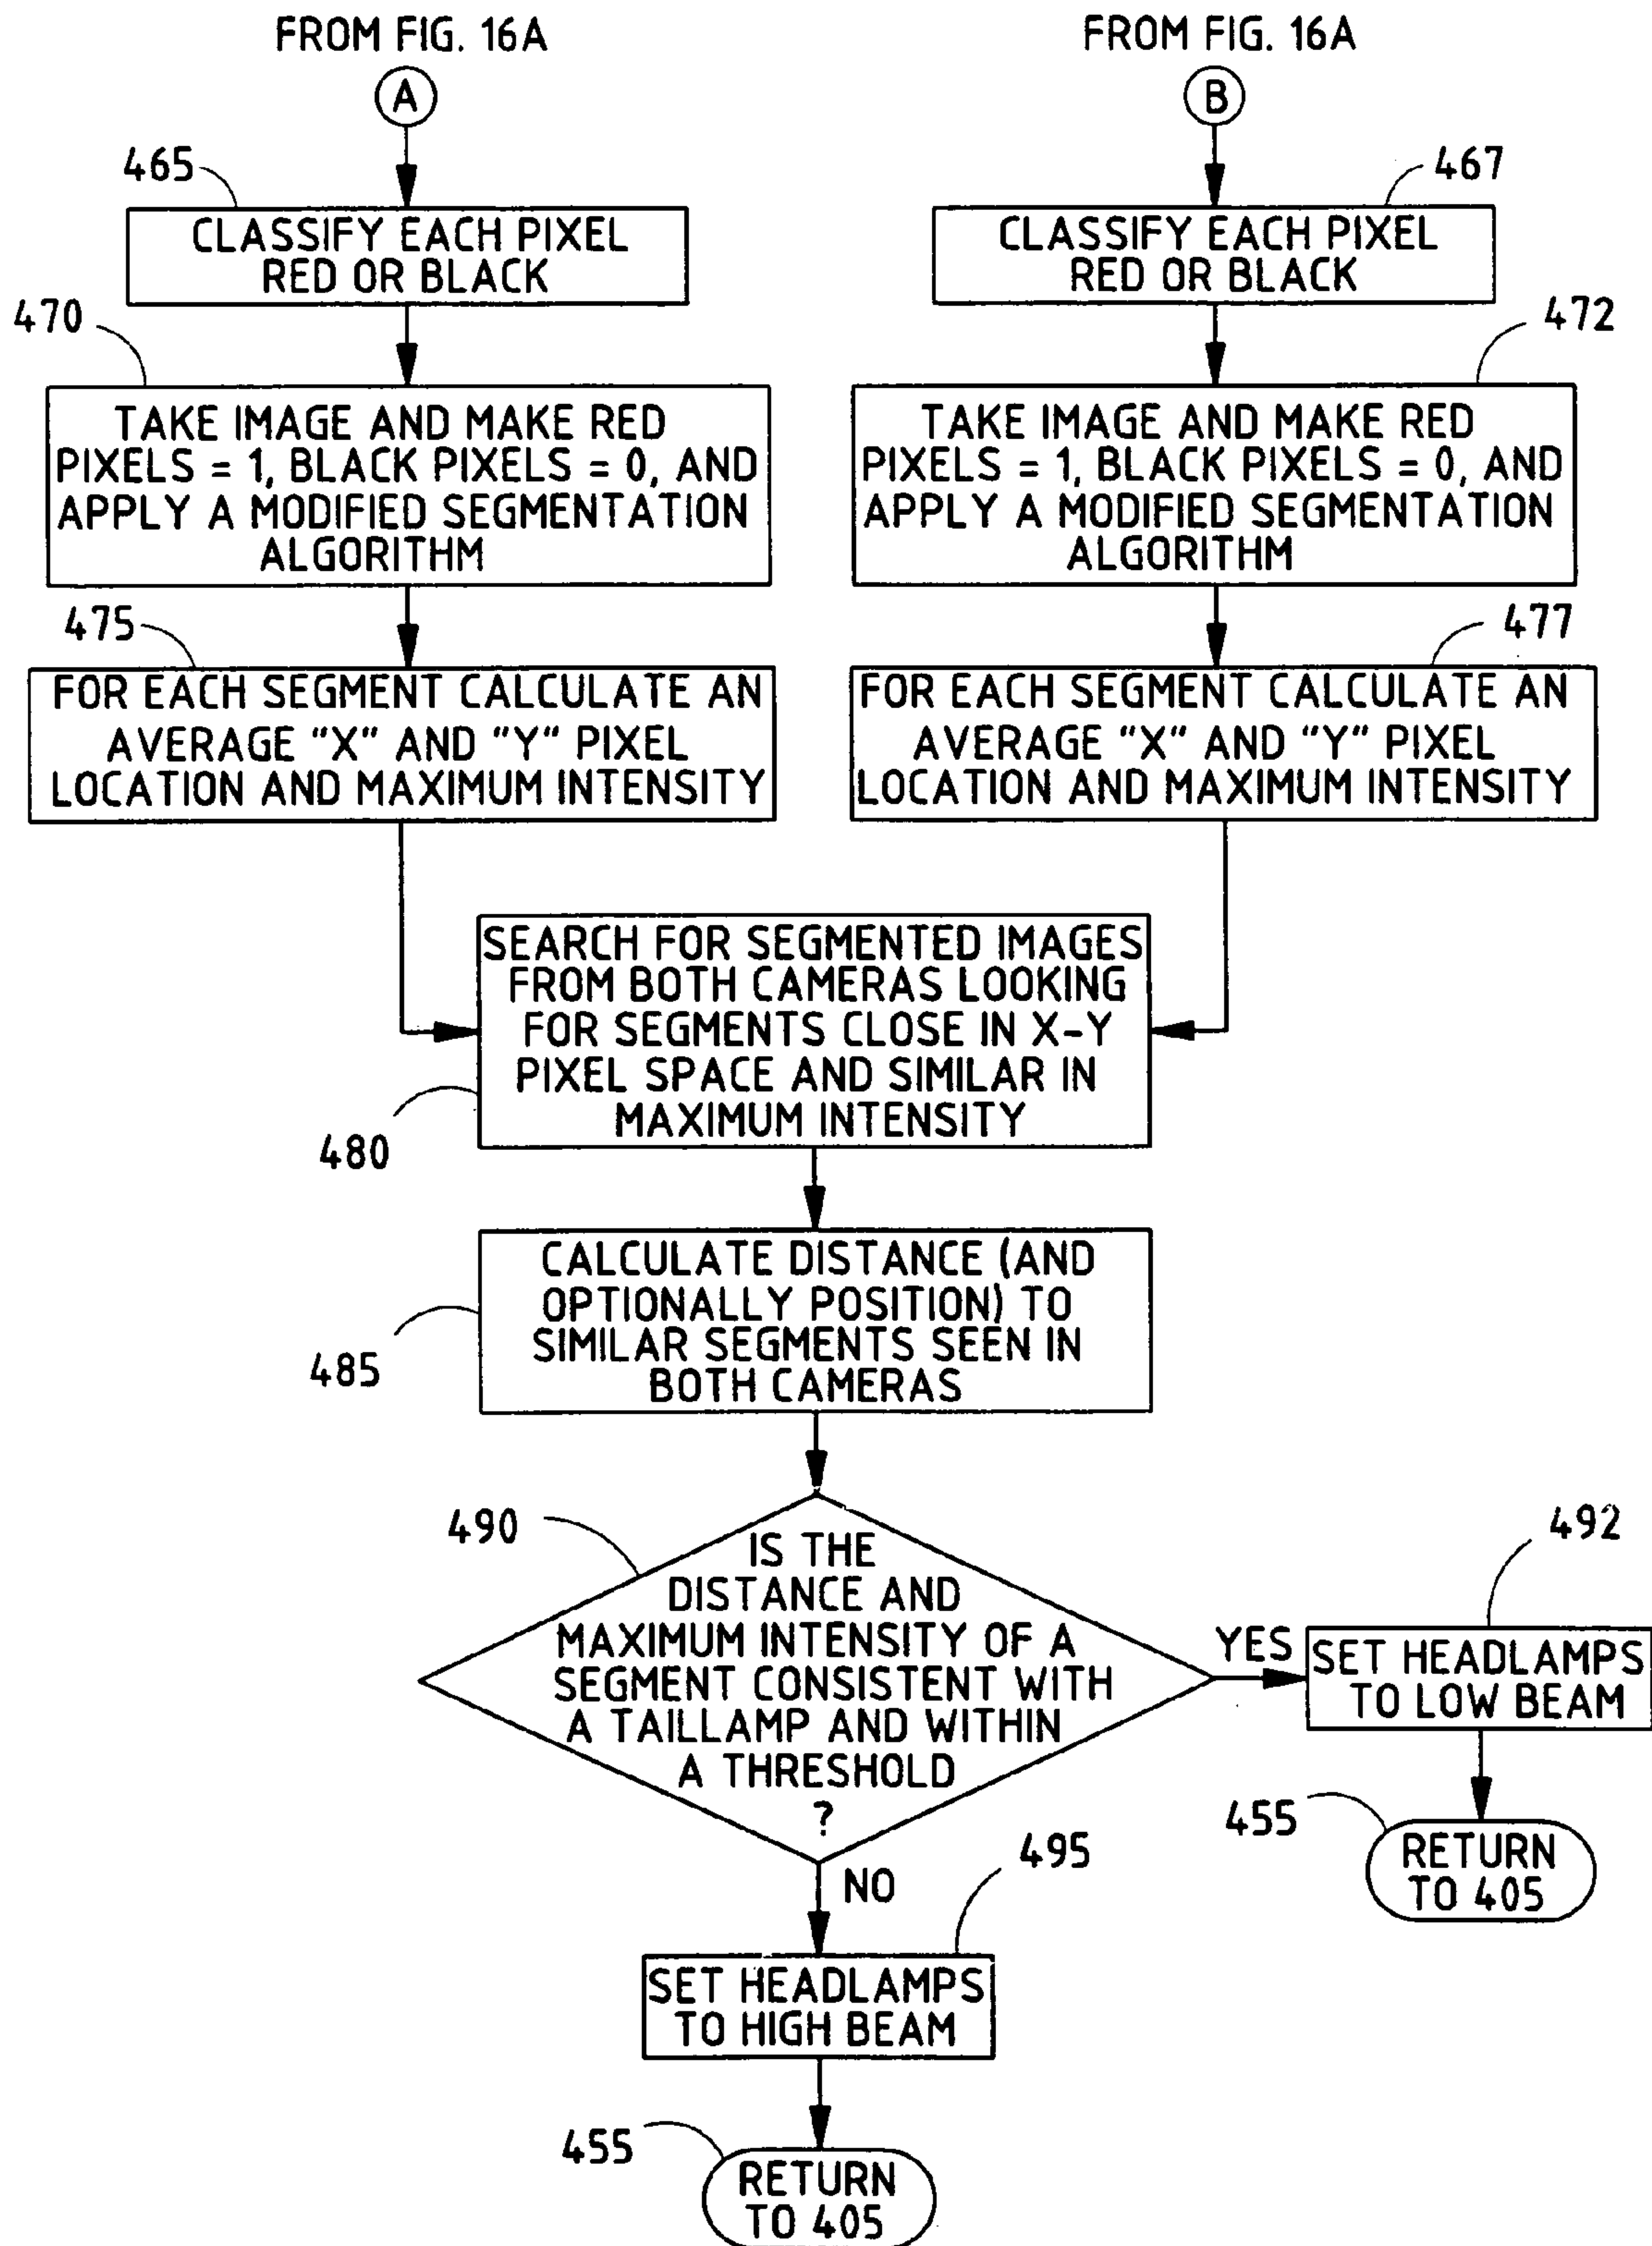 FROM FIG. 16A
A
465
CLASSIFY EACH PIXEL
RED OR BLACK
470
TAKE IMAGE AND MAKE RED
PIXELS = 1, BLACK PIXELS = 0, AND
APPLY A MODIFIED SEGMENTATION
ALGORITHM
475
FOR EACH SEGMENT CALCULATE AN
AVERAGE "X" AND "Y" PIXEL
LOCATION AND MAXIMUM INTENSITY
FROM FIG. 16A
B
467
CLASSIFY EACH PIXEL
RED OR BLACK
472
TAKE IMAGE AND MAKE RED
PIXELS = 1, BLACK PIXELS = 0, AND
APPLY A MODIFIED SEGMENTATION
ALGORITHM
477
FOR EACH SEGMENT CALCULATE AN
AVERAGE "X" AND "Y" PIXEL
LOCATION AND MAXIMUM INTENSITY
SEARCH FOR SEGMENTED IMAGES
FROM BOTH CAMERAS LOOKING
FOR SEGMENTS CLOSE IN X-Y
PIXEL SPACE AND SIMILAR IN
MAXIMUM INTENSITY
480
CALCULATE DISTANCE (AND
OPTIONALLY POSITION) TO
SIMILAR SEGMENTS SEEN IN
BOTH CAMERAS
485
490
IS THE
DISTANCE AND
MAXIMUM INTENSITY OF A
SEGMENT CONSISTENT WITH
A TAILLAMP AND WITHIN
A THRESHOLD
?
YES
492
SET HEADLAMPS
TO LOW BEAM
455
RETURN
TO 405
NO
495
SET HEADLAMPS
TO HIGH BEAM
455
RETURN
TO 405